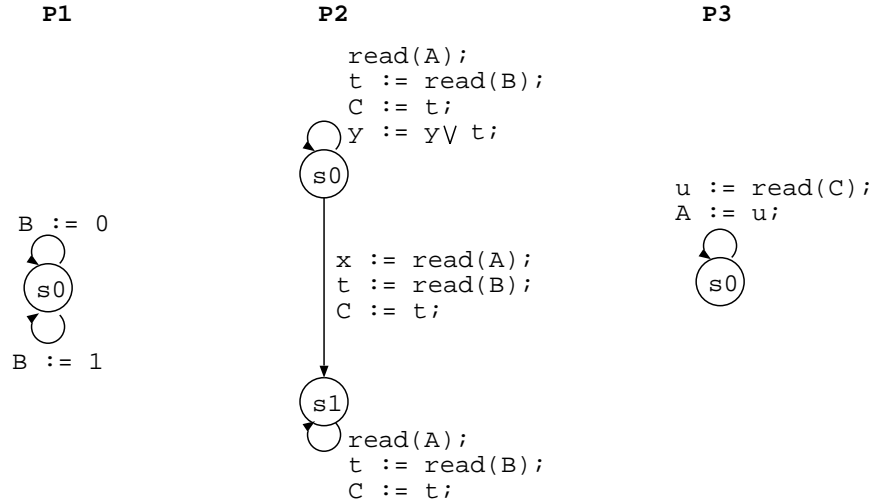 P1
B := 0
s0
B := 1
P2
read(A);
t := read(B);
C := t;
y := y∨ t;
s0
x := read(A);
t := read(B);
C := t;
s1
read(A);
t := read(B);
C := t;
P3
u := read(C);
A := u;
s0